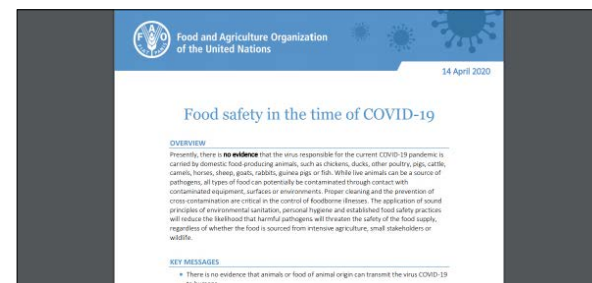 Food and Agriculture Organization
of the United Nations
14 April 2020
Food safety in the time of COVID-19
OVERVIEW
Presently, there is no evidence that the virus responsible for the current COVID-19 pandemic is
carried by domestic food-producing animals, such as chickens, ducks, other poultry, pigs, cattle,
camels, horses, sheep, goats, rabbits, guinea pigs or fish. While live animals can be a source of
pathogens, all types of food can potentially be contaminated through contact with
contaminated equipment, surfaces or environments. Proper cleaning and the prevention of
cross-contamination are critical in the control of foodborne illnesses. The application of sound
principles of environmental sanitation, personal hygiene and established food safety practices
will reduce the likelihood that harmful pathogens will threaten the safety of the food supply,
regardless of whether the food is sourced from intensive agriculture, small stakeholders or
wildlife.
KEY MESSAGES
• There is no evidence that animals or food of animal origin can transmit the virus COVID-19